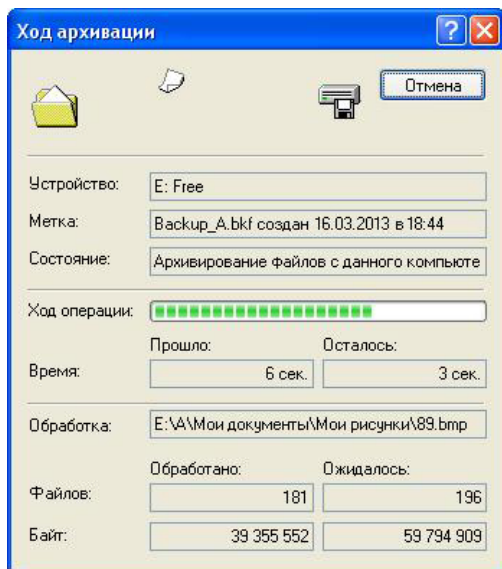 Ход архивации
Отмена
Устройство: E: Free
Метка: Backup_A.bkf создан 16.03.2013 в 18:44
Состояние: Архивирование файлов с данного компьюте
Ход операции:
Прошло: Осталось:
Время: 6 сек. 3 сек.
Обработка: E:\A\Мои документы\Мои рисунки\89.bmp
Обработано: Ожидалось:
Файлов: 181 196
Байт: 39 355 552 59 794 909